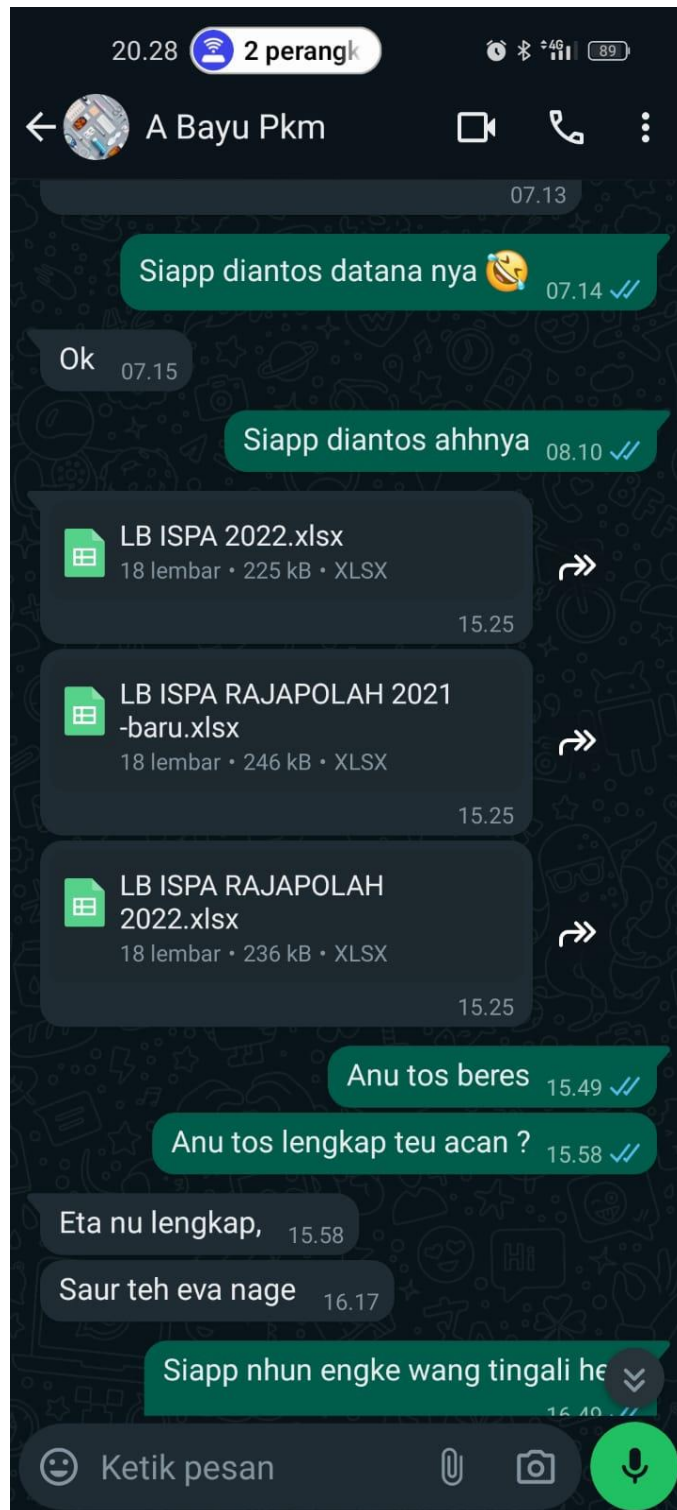 20.28 2 perangk 4G 89
A Bayu Pkm
07.13
Siapp diantos datana nya 🤣 07.14
Ok 07.15
Siapp diantos ahhnya 08.10
LB ISPA 2022.xlsx
18 lembar • 225 kB • XLSX
15.25
LB ISPA RAJAPOLAH 2021
-baru.xlsx
18 lembar • 246 kB • XLSX
15.25
LB ISPA RAJAPOLAH
2022.xlsx
18 lembar • 236 kB • XLSX
15.25
Anu tos beres 15.49
Anu tos lengkap teu acan ? 15.58
Eta nu lengkap, 15.58
Saur teh eva nage 16.17
Siapp nhun engke wang tingali he
16.49
Ketik pesan